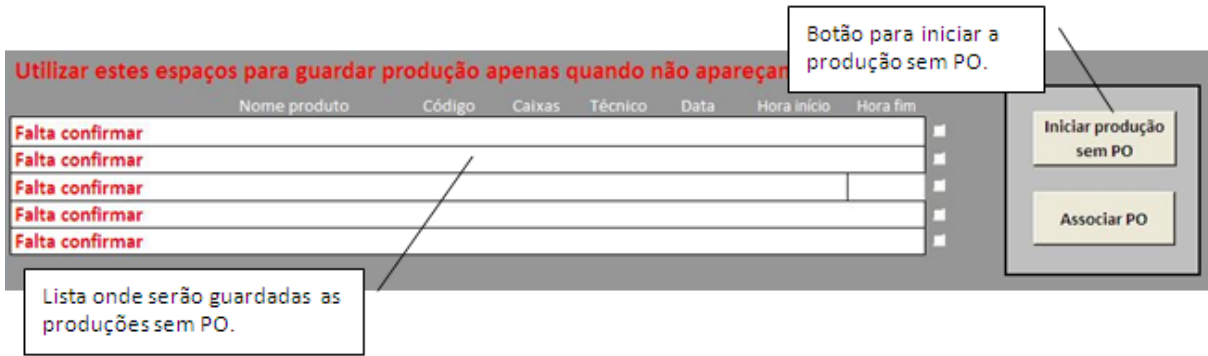 Botão para iniciar a
produção sem PO.
Utilizar estes espaços para guardar produção apenas quando não apareçam
Nome produto Código Caixas Técnico Data Hora início Hora fim
Falta confirmar
Falta confirmar
Falta confirmar
Falta confirmar
Falta confirmar
Iniciar produção
sem PO
Associar PO
Lista onde serão guardadas as
produções sem PO.